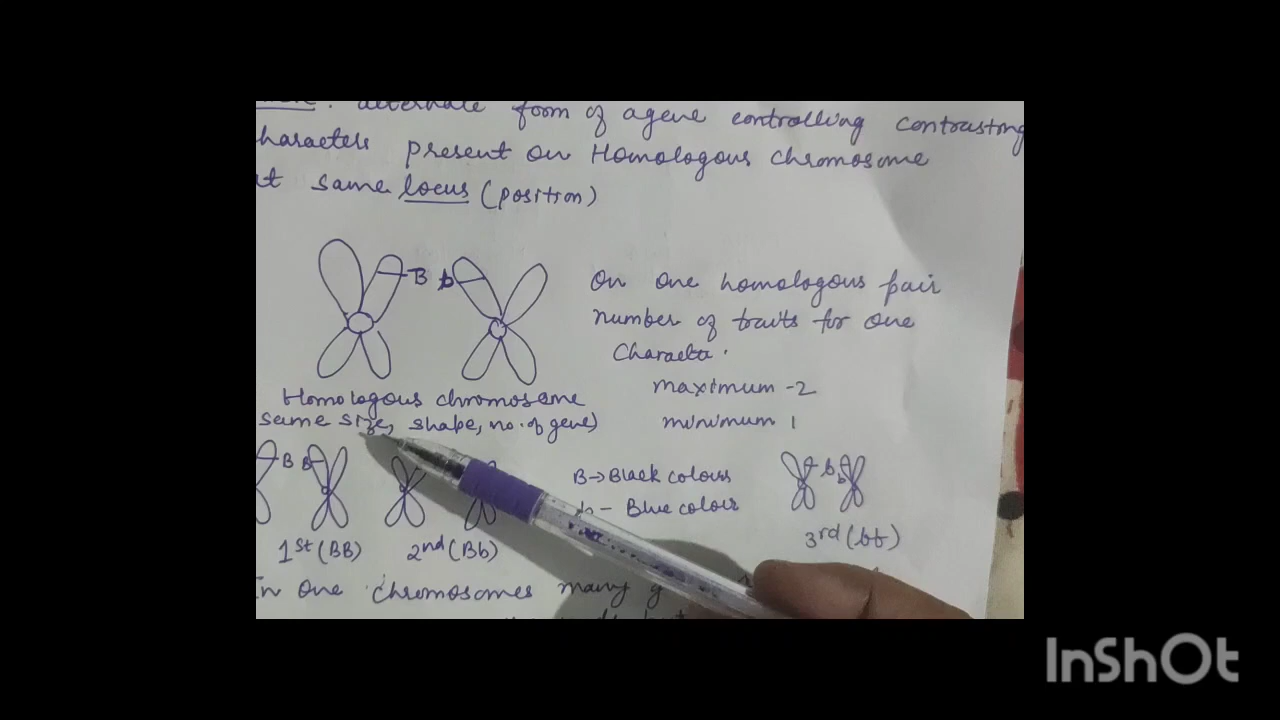 alternate form of a gene controlling contrasting
characters present on Homologous chromosome
at same locus (position)
B b
On one homologous pair
number of traits for one
Character.
maximum -2
minimum 1
Homologous chromosome
same size, shape, no. of gene)
B B
B → Black colour
b - Blue colour
b b
1st (BB) 2nd (Bb)
3rd (bb)
In one chromosomes many g
InShOt